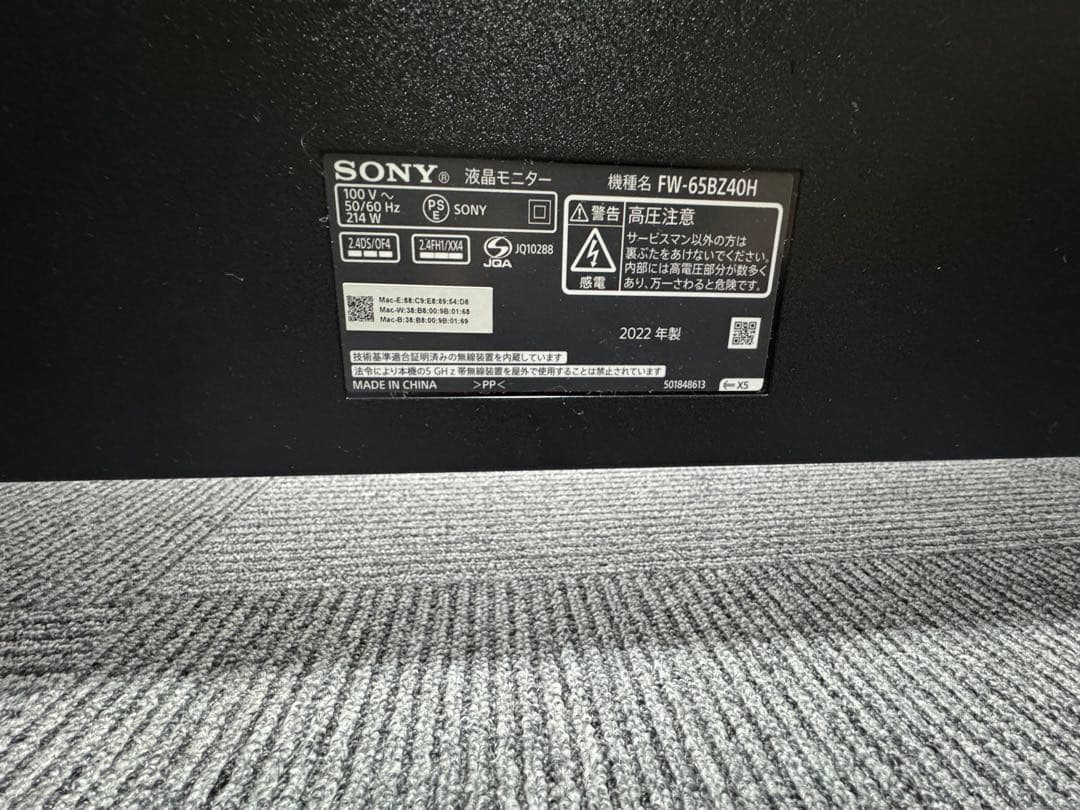 SONY® 液晶モニター 機種名 FW-65BZ40H
100 V ～
50/60 Hz
214 W
PS
E
SONY
2.4DS/OF4
2.4FH1/XX4
JQA
JQ10288
警告
感電
高圧注意
サービスマン以外の方は
裏ぶたをあけないでください。
内部には高電圧部分が数多く
あり、万一さわると危険です。
Mac-E:88:C9:E8:89:54:D8
Mac-W:38:B8:00:9B:01:68
Mac-B:38:B8:00:9B:01:69
2022 年製
技術基準適合証明済みの無線装置を内蔵しています
法令により本機の5 GHz帯無線装置を屋外で使用することは禁止されています
MADE IN CHINA >PP< 501848613 X5